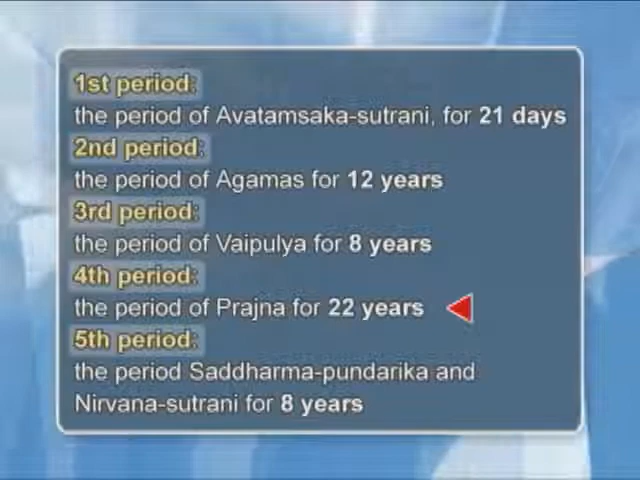 1st period:
the period of Avatamsaka-sutrani, for 21 days
2nd period:
the period of Agamas for 12 years
3rd period:
the period of Vaipulya for 8 years
4th period:
the period of Prajna for 22 years
5th period:
the period Saddharma-pundarika and
Nirvana-sutrani for 8 years